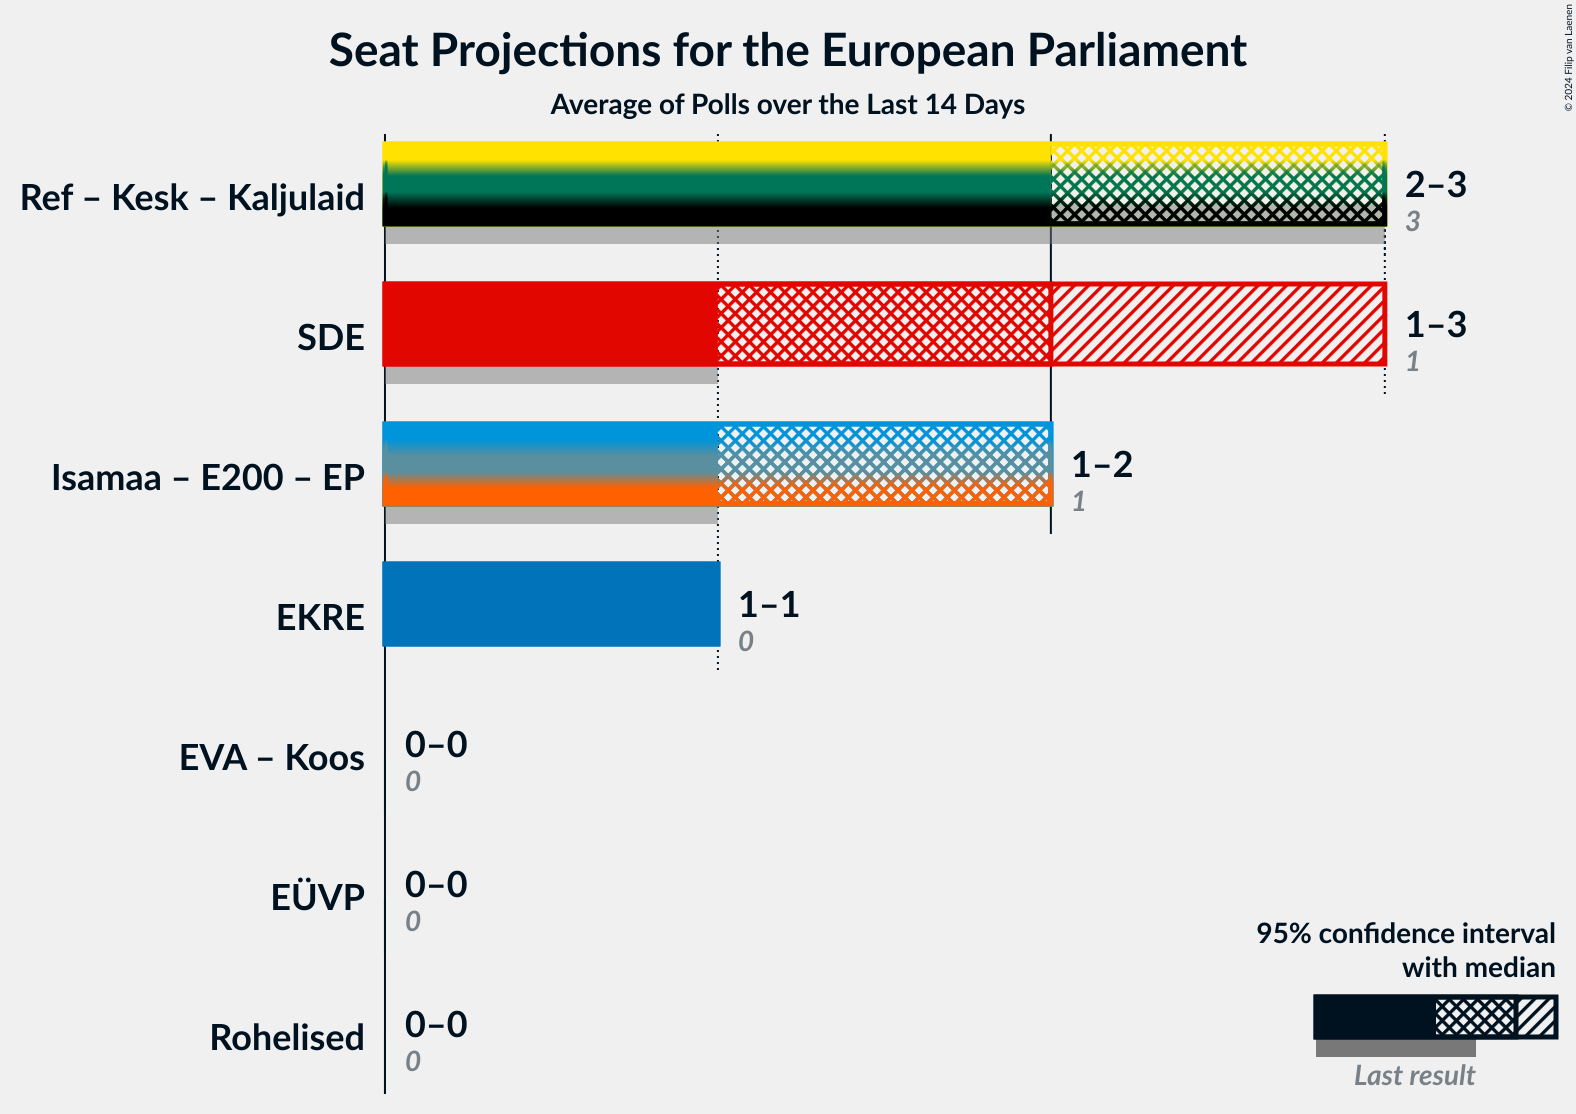 Seat Projections for the European Parliament
Average of Polls over the Last 14 Days
© 2024 Filip van Laenen
Ref – Kesk – Kaljulaid
2–3
3
SDE
1–3
1
Isamaa – E200 – EP
1–2
1
EKRE
1–1
0
EVA – Koos
0–0
0
EÜVP
0–0
0
Rohelised
0–0
0
95% confidence interval
with median
Last result